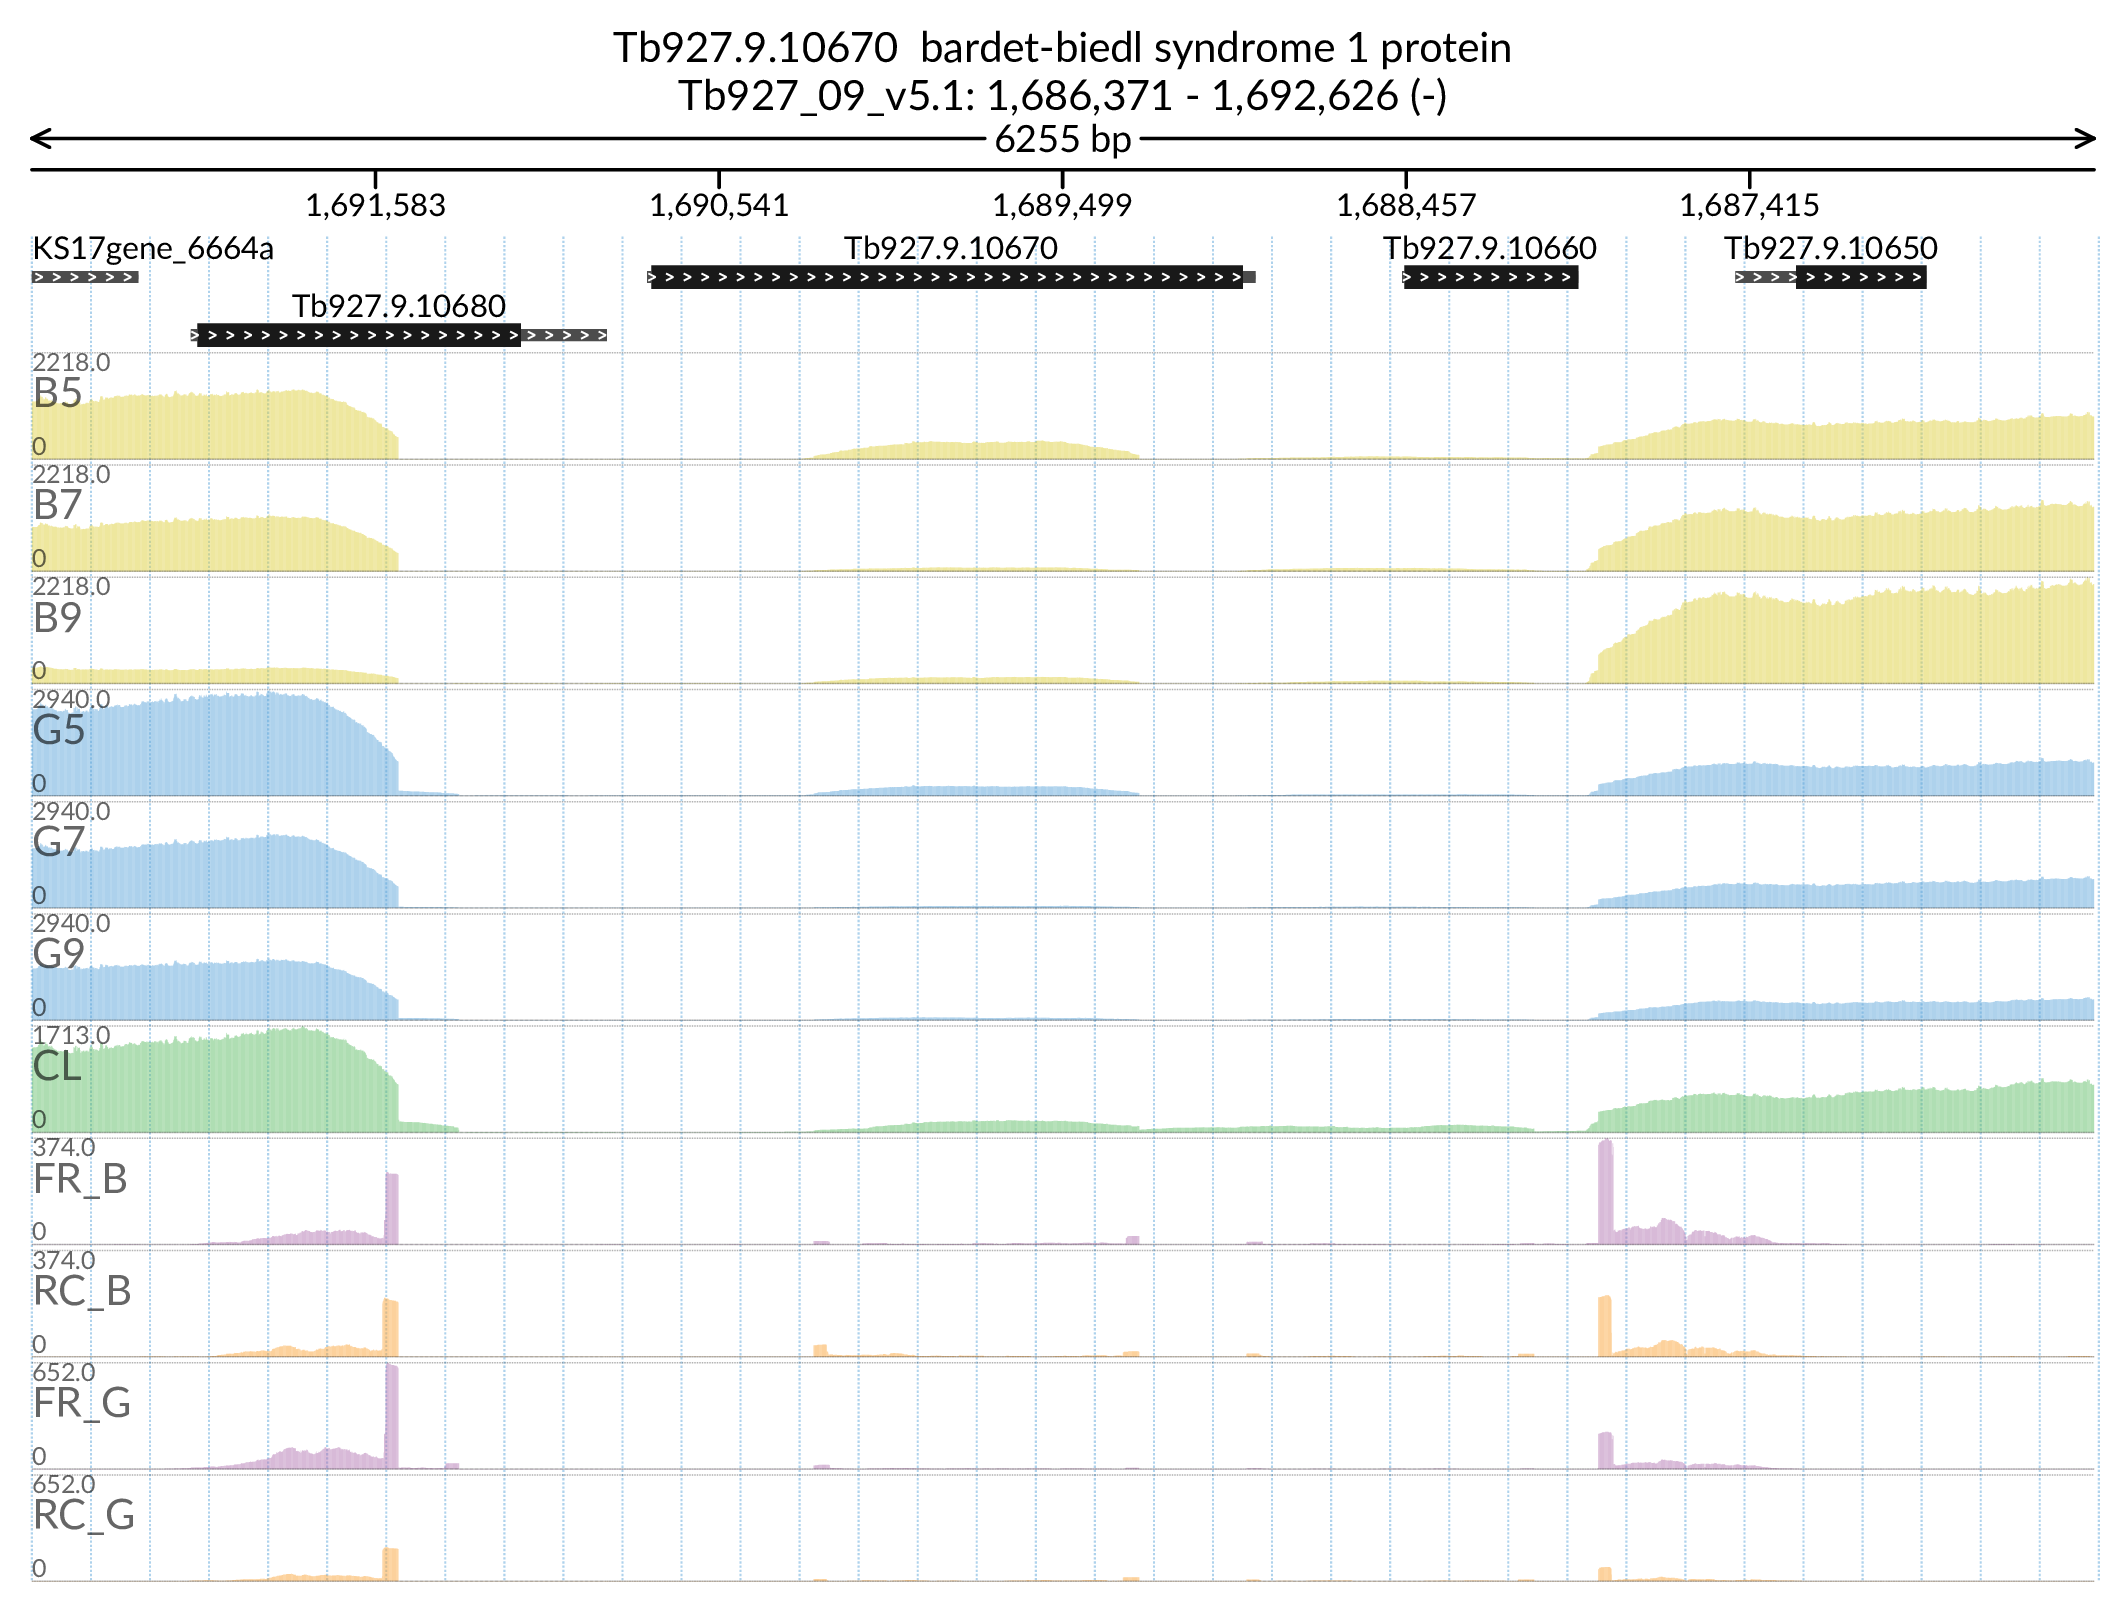 Tb927.9.10670  bardet-biedl syndrome 1 protein
Tb927_09_v5.1: 1,686,371 - 1,692,626 (-)
6255 bp
1,691,583 1,690,541 1,689,499 1,688,457 1,687,415
KS17gene_6664a Tb927.9.10670 Tb927.9.10660 Tb927.9.10650
Tb927.9.10680
2218.0
B5
0
2218.0
B7
0
2218.0
B9
0
2940.0
G5
0
2940.0
G7
0
2940.0
G9
0
1713.0
CL
0
374.0
FR_B
0
374.0
RC_B
0
652.0
FR_G
0
652.0
RC_G
0